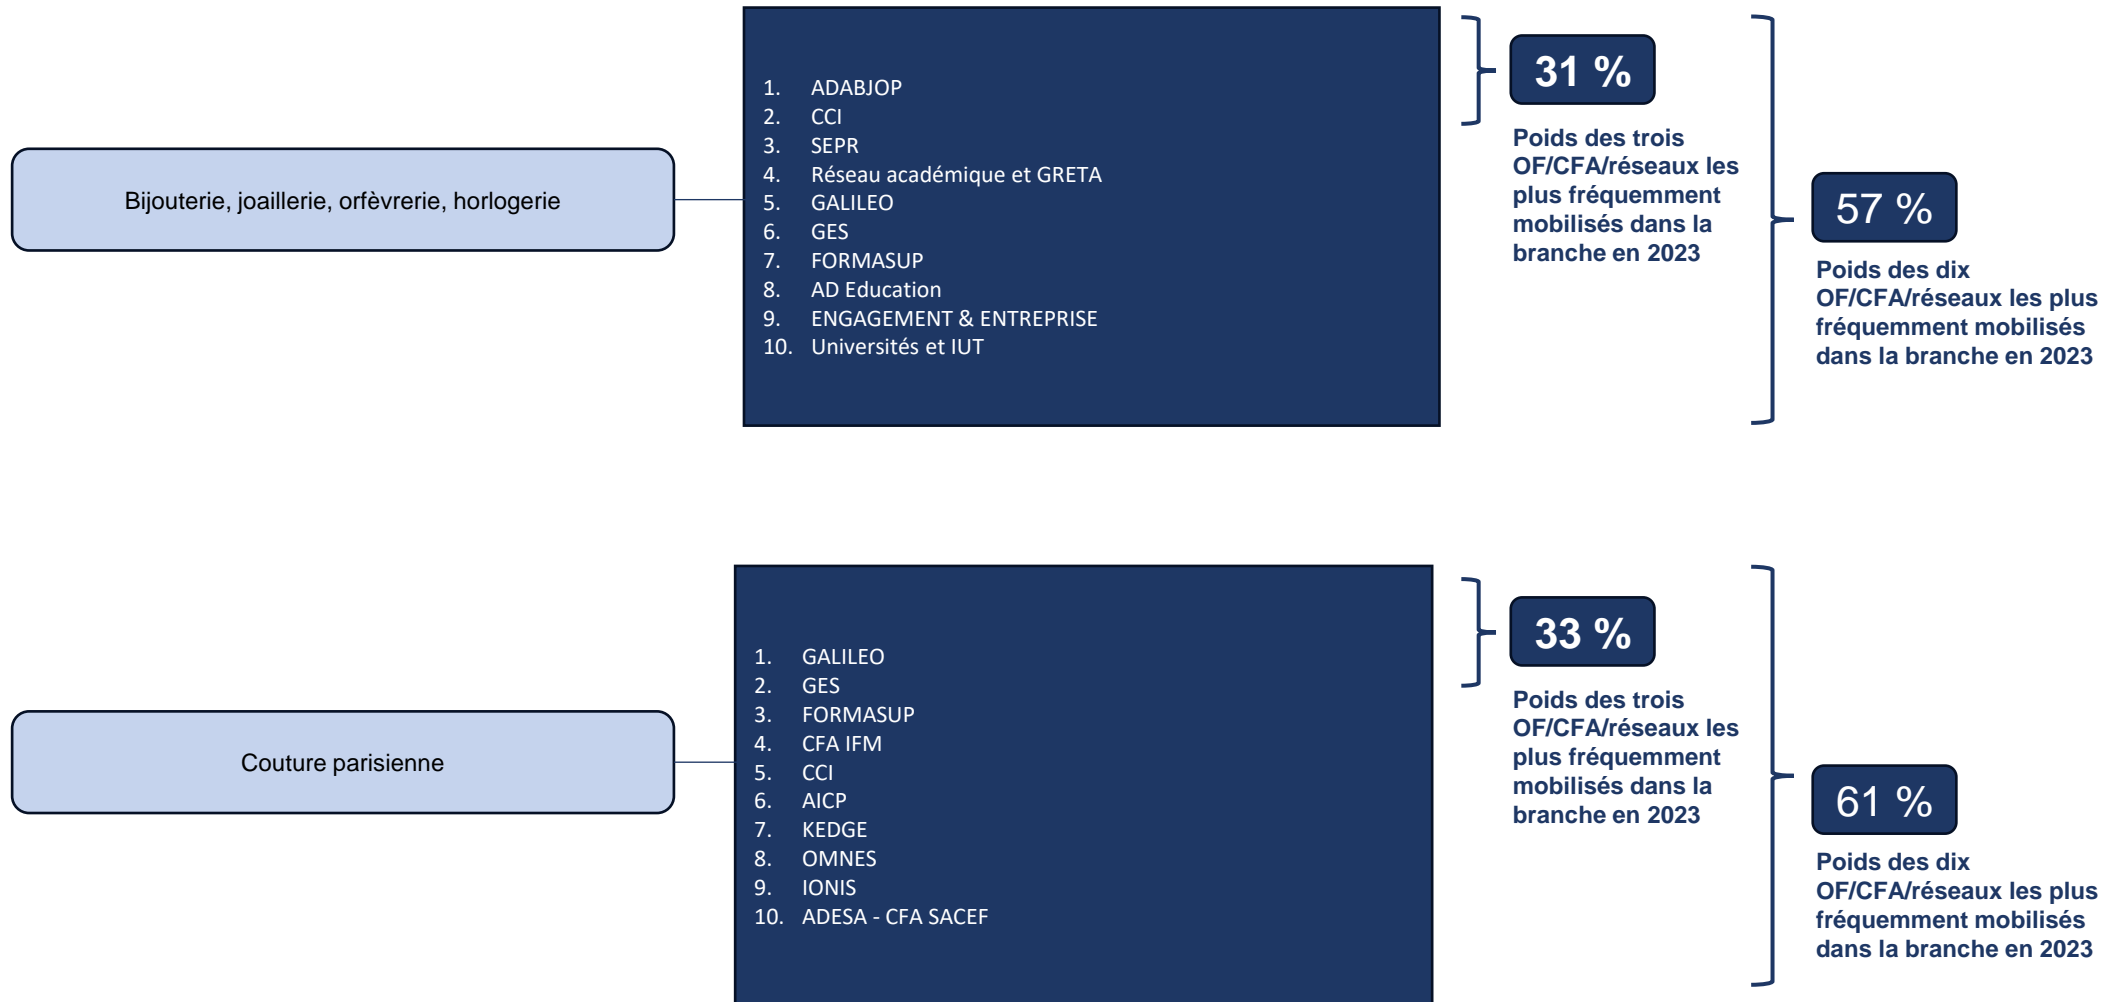 Bijouterie, joaillerie, orfèvrerie, horlogerie
1. ADABJOP
2. CCI
3. SEPR
4. Réseau académique et GRETA
5. GALILEO
6. GES
7. FORMASUP
8. AD Education
9. ENGAGEMENT & ENTREPRISE
10. Universités et IUT
31 %
Poids des trois
OF/CFA/réseaux les
plus fréquemment
mobilisés dans la
branche en 2023
57 %
Poids des dix
OF/CFA/réseaux les plus
fréquemment mobilisés
dans la branche en 2023
Couture parisienne
1. GALILEO
2. GES
3. FORMASUP
4. CFA IFM
5. CCI
6. AICP
7. KEDGE
8. OMNES
9. IONIS
10. ADESA - CFA SACEF
33 %
Poids des trois
OF/CFA/réseaux les
plus fréquemment
mobilisés dans la
branche en 2023
61 %
Poids des dix
OF/CFA/réseaux les plus
fréquemment mobilisés
dans la branche en 2023